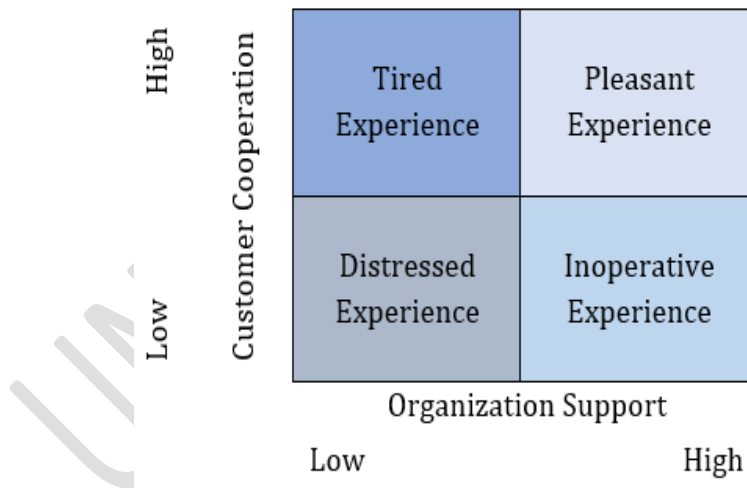 High
Low
Customer Cooperation
Tired
Experience
Pleasant
Experience
Distressed
Experience
Inoperative
Experience
Organization Support
Low
High